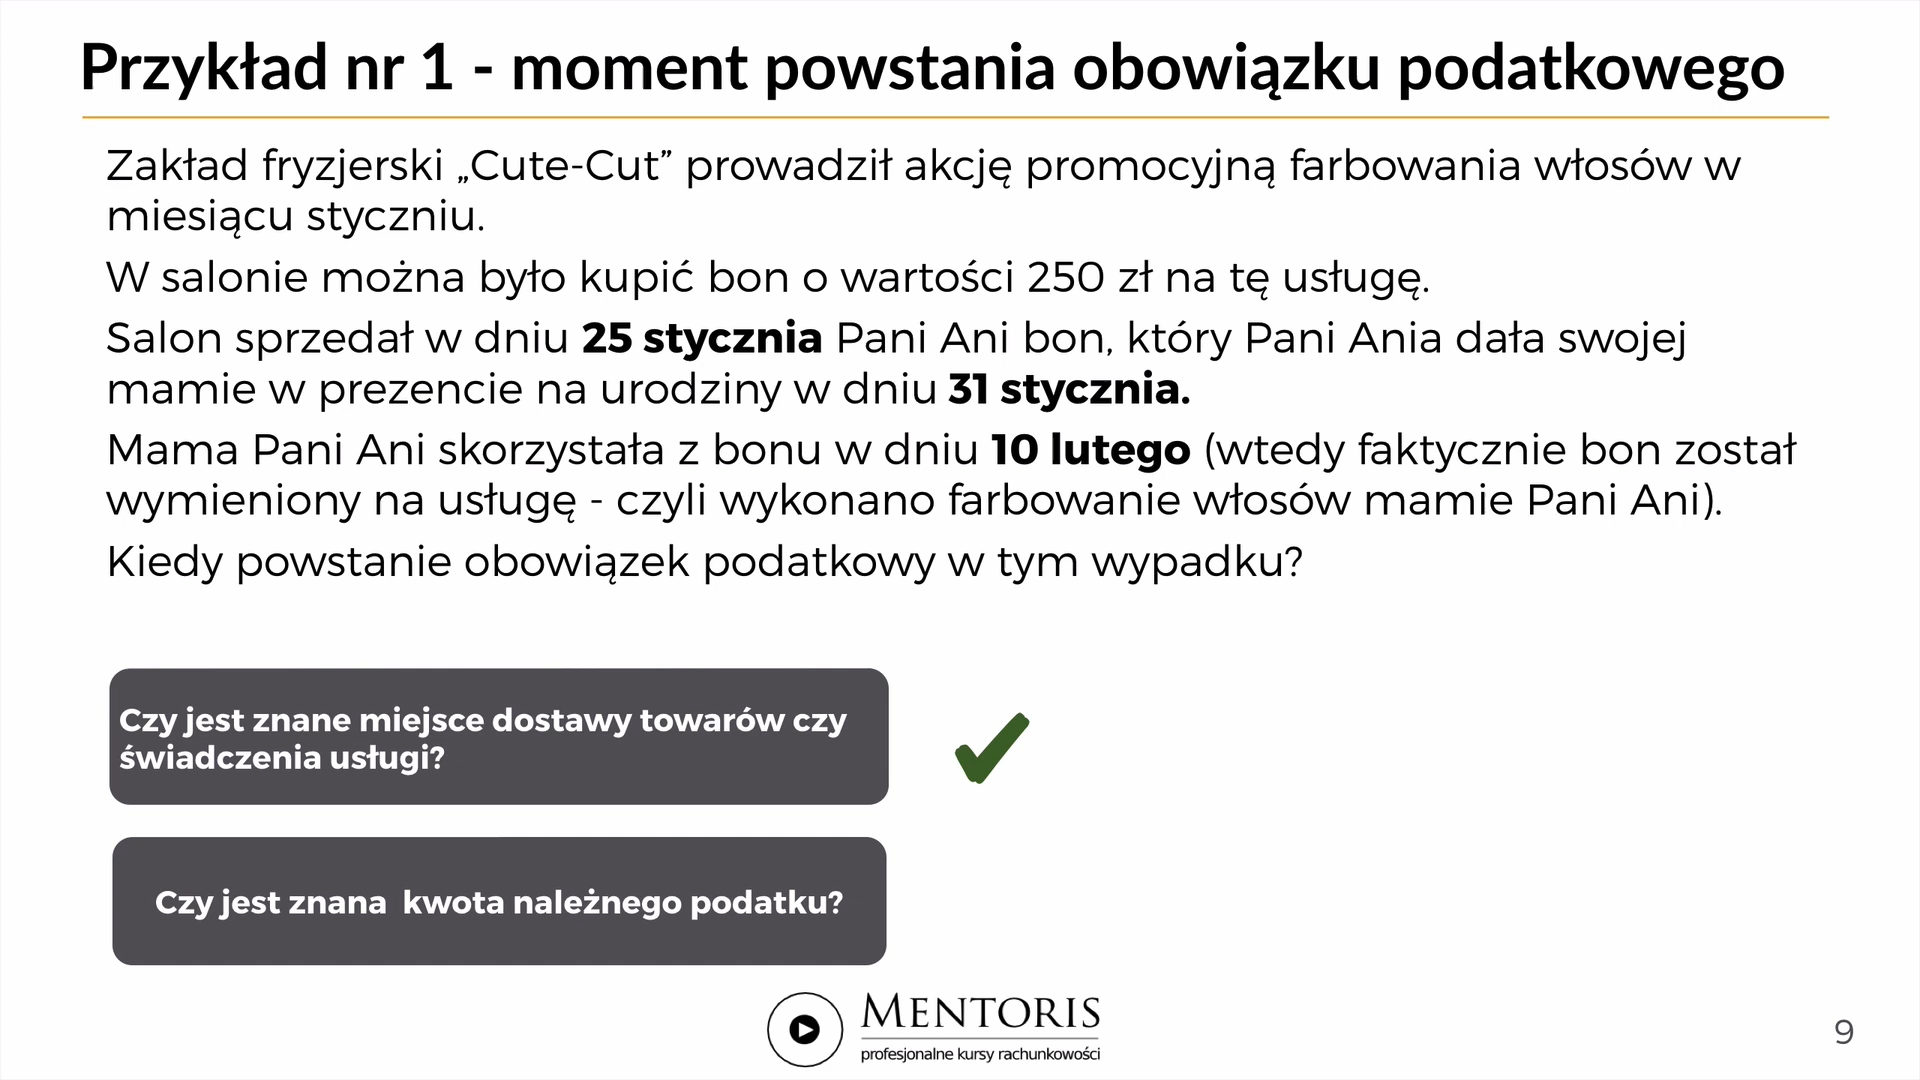 Przykład nr 1 - moment powstania obowiązku podatkowego
Zakład fryzjerski „Cute-Cut” prowadził akcję promocyjną farbowania włosów w
miesiącu styczniu.
W salonie można było kupić bon o wartości 250 zł na tę usługę.
Salon sprzedał w dniu 25 stycznia Pani Ani bon, który Pani Ania dała swojej
mamie w prezencie na urodziny w dniu 31 stycznia.
Mama Pani Ani skorzystała z bonu w dniu 10 lutego (wtedy faktycznie bon został
wymieniony na usługę - czyli wykonano farbowanie włosów mamie Pani Ani).
Kiedy powstanie obowiązek podatkowy w tym wypadku?
Czy jest znane miejsce dostawy towarów czy
świadczenia usługi?
Czy jest znana  kwota należnego podatku?
MENTORIS
profesjonalne kursy rachunkowości
9